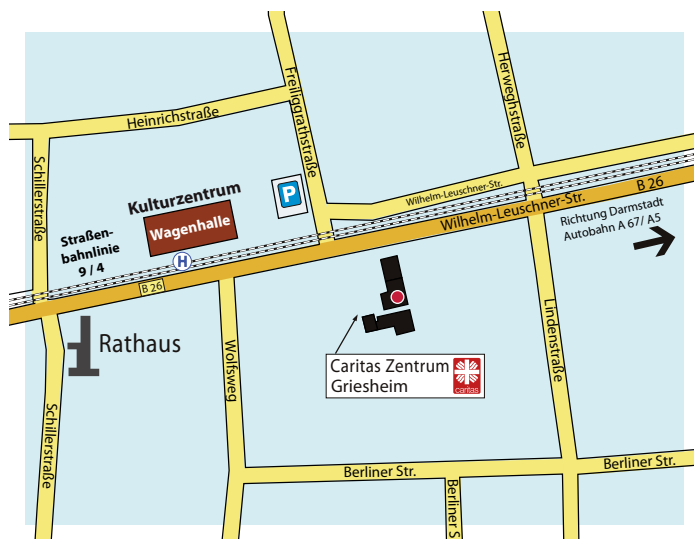 Freiliggrathstraße
Herweghstraße
Heinrichstraße
Schillerstraße
Kulturzentrum
Wagenhalle
P
Wilhelm-Leuschner-Str.
B 26
Wilhelm-Leuschner-Str.
Richtung Darmstadt
Autobahn A 67/ A5
Straßen-
bahnlinie
9 / 4
H
B 26
Rathaus
Wolfsweg
Lindenstraße
Caritas Zentrum
Griesheim
caritas
Schillerstraße
Berliner Str.
Berliner Str.
Berliner S